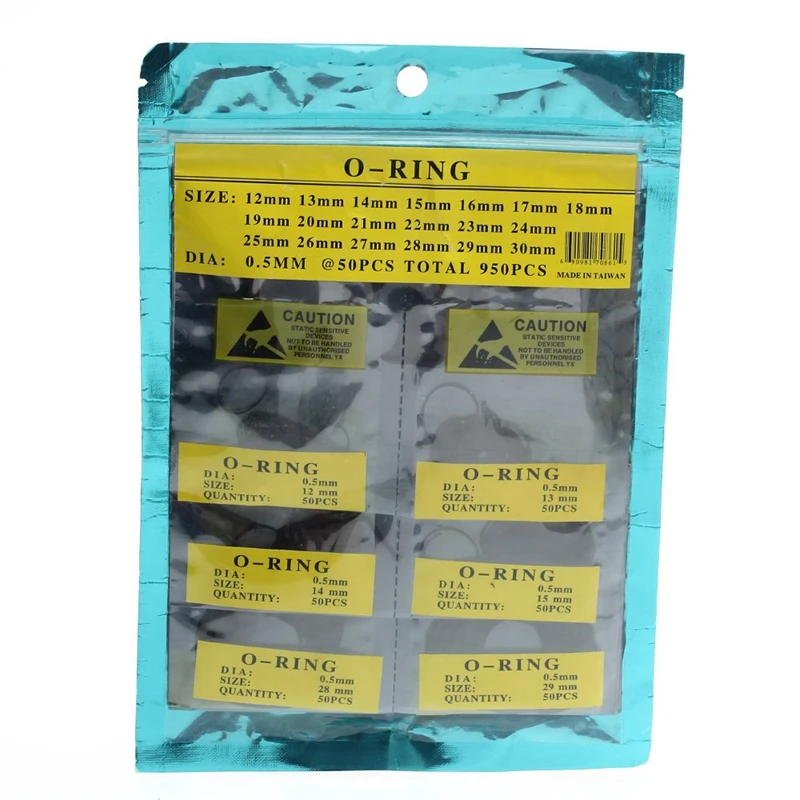 O-RING
SIZE: 12mm 13mm 14mm 15mm 16mm 17mm 18mm
19mm 20mm 21mm 22mm 23mm 24mm
25mm 26mm 27mm 28mm 29mm 30mm
DIA: 0.5MM @50PCS TOTAL 950PCS
MADE IN TAIWAN
CAUTION
STATIC SENSITIVE
DEVICES
NOT TO BE HANDLED
BY UNAUTHORISED
PERSONNEL YX
CAUTION
STATIC SENSITIVE
DEVICES
NOT TO BE HANDLED
BY UNAUTHORISED
PERSONNEL YX
O-RING
DIA: 0.5mm
SIZE: 12 mm
QUANTITY: 50PCS
O-RING
DIA: 0.5mm
SIZE: 13 mm
QUANTITY: 50PCS
O-RING
DIA: 0.5mm
SIZE: 14 mm
QUANTITY: 50PCS
O-RING
DIA: 0.5mm
SIZE: 15 mm
QUANTITY: 50PCS
O-RING
DIA: 0.5mm
SIZE: 28 mm
QUANTITY: 50PCS
O-RING
DIA: 0.5mm
SIZE: 29 mm
QUANTITY: 50PCS